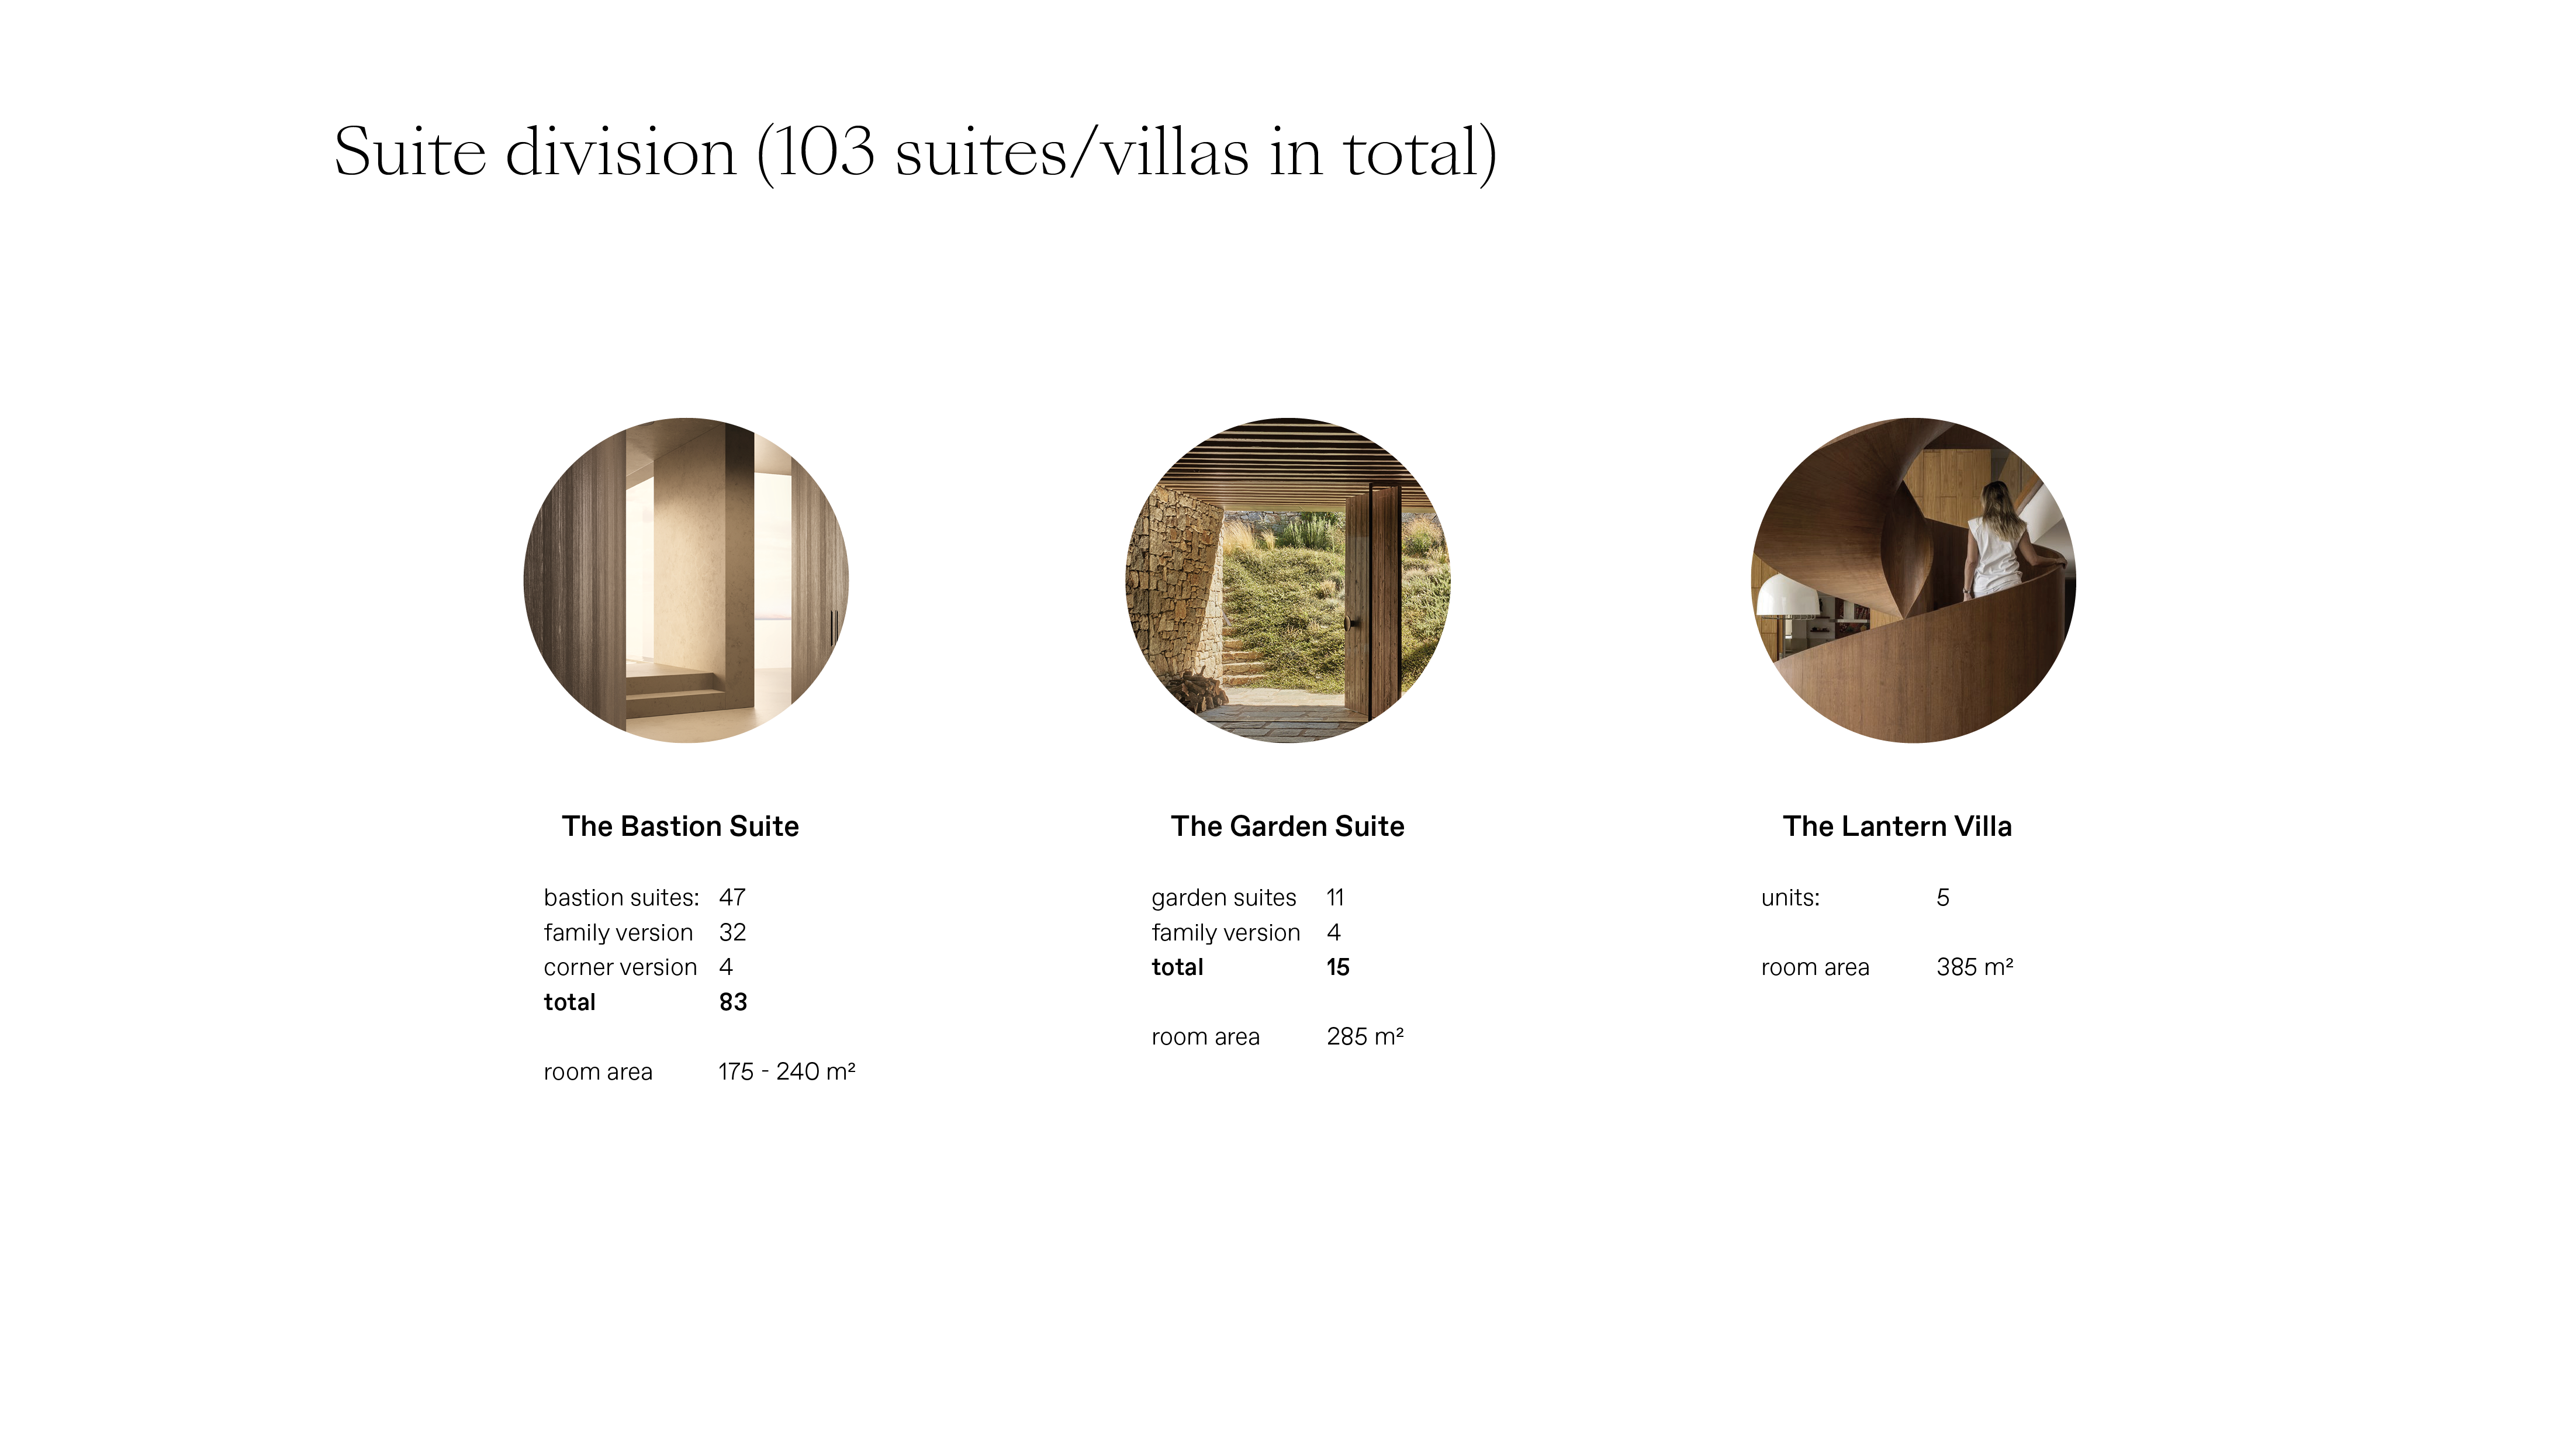 Suite division (103 suites/villas in total)
The Bastion Suite
bastion suites: 47
family version 32
corner version 4
total 83
room area 175 - 240 m²
The Garden Suite
garden suites 11
family version 4
total 15
room area 285 m²
The Lantern Villa
units: 5
room area 385 m²